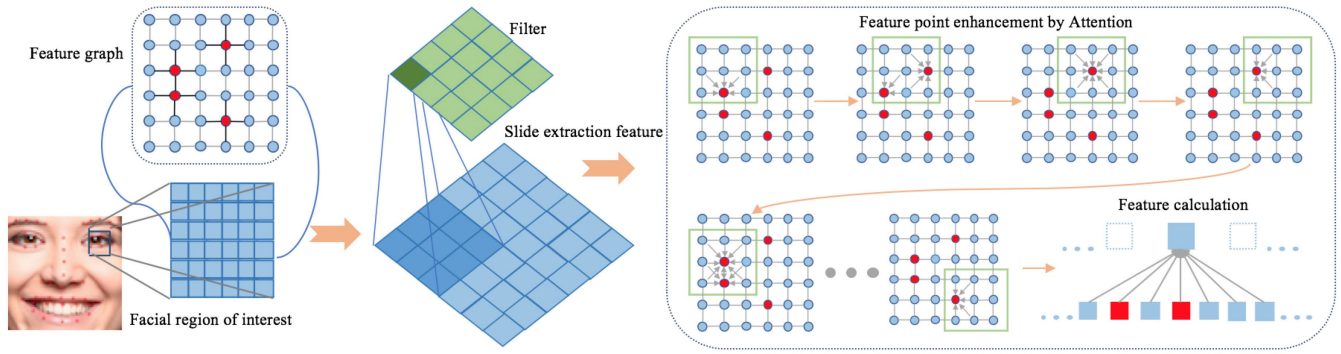 Feature graph
Facial region of interest
Filter
Slide extraction feature
Feature point enhancement by Attention
Feature calculation